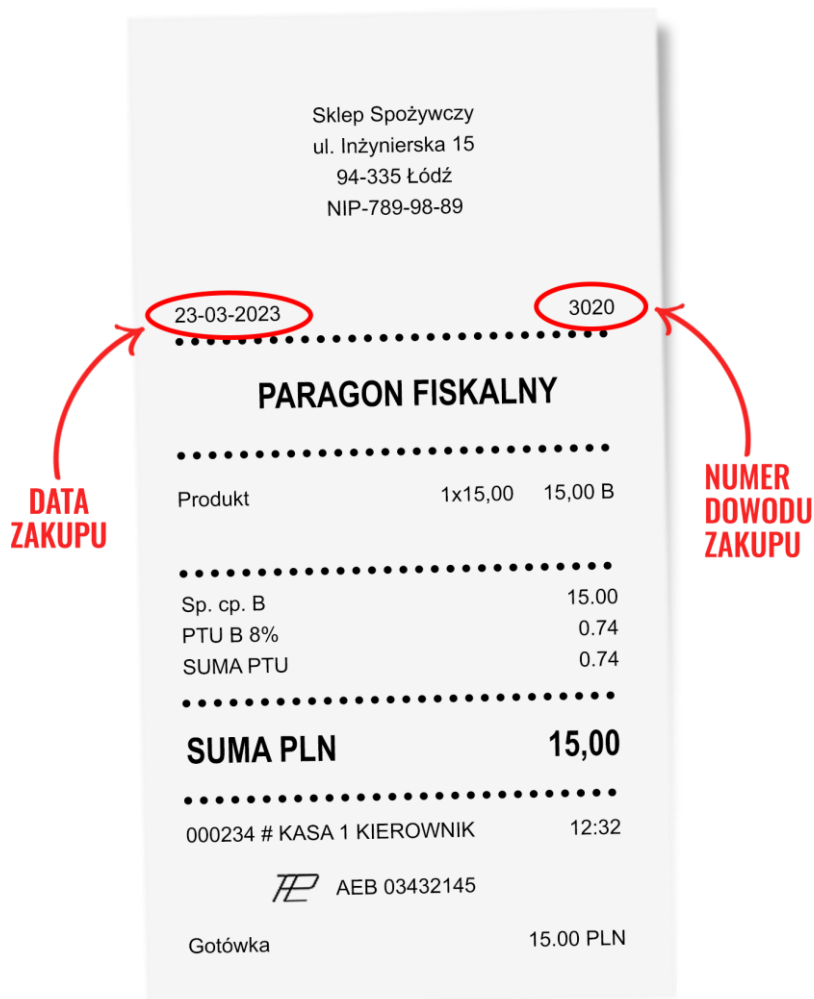 Sklep Spożywczy
ul. Inżynierska 15
94-335 Łódź
NIP-789-98-89
23-03-2023 3020
PARAGON FISKALNY
DATA
ZAKUPU
NUMER
DOWODU
ZAKUPU
Produkt 1x15,00 15,00 B
Sp. cp. B 15.00
PTU B 8% 0.74
SUMA PTU 0.74
SUMA PLN 15,00
000234 # KASA 1 KIEROWNIK 12:32
AEB 03432145
Gotówka 15.00 PLN